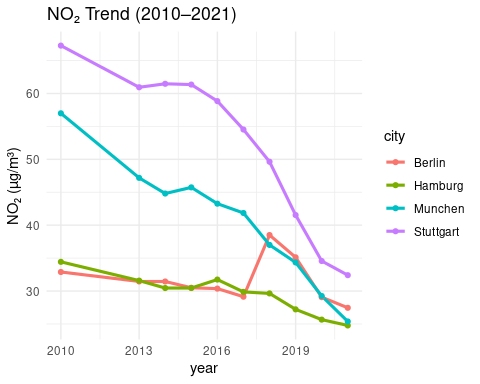 NO₂ Trend (2010–2021)
NO₂ (µg/m³)
60
50
40
30
2010
2013
2016
2019
year
city
Berlin
Hamburg
Munchen
Stuttgart